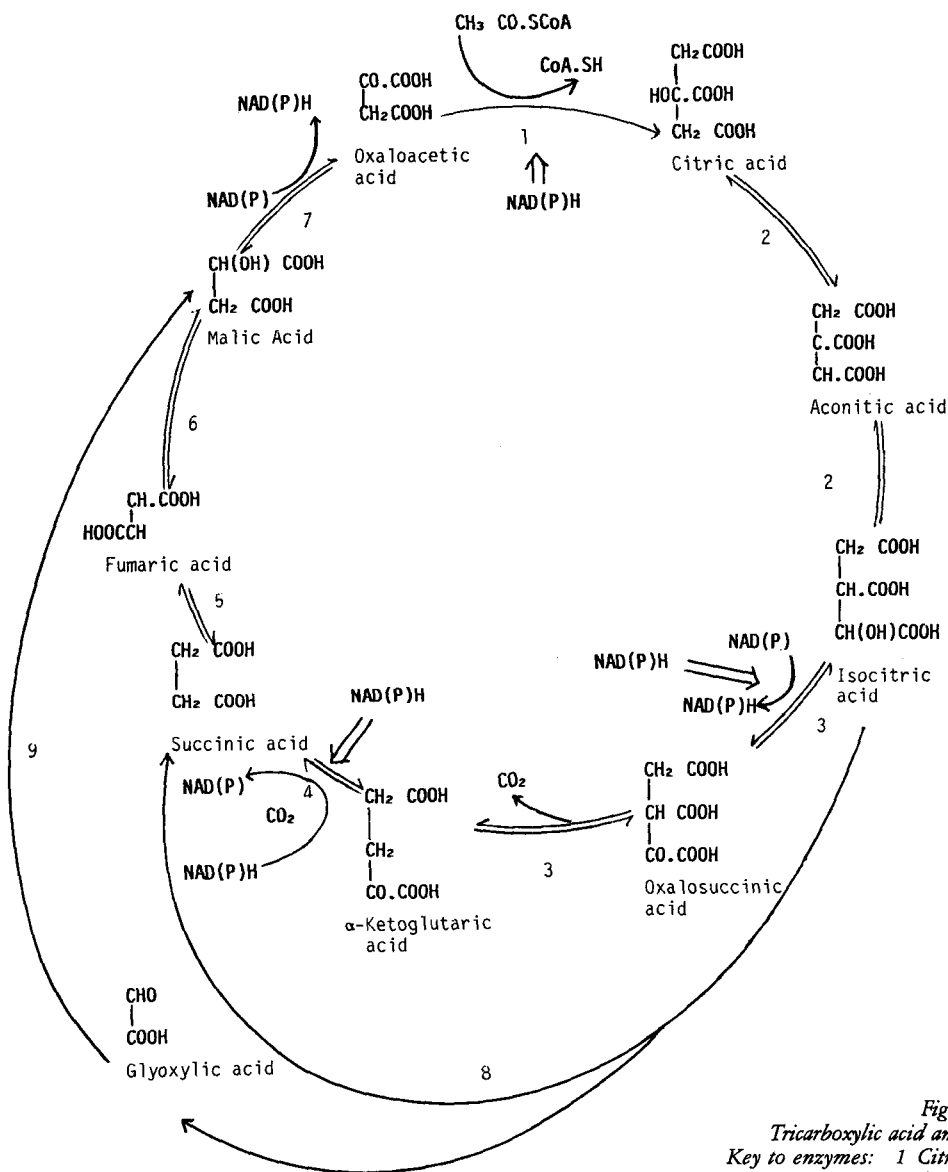 CH₃ CO.SCoA
CoA.SH
CO.COOH
CH₂COOH
Oxaloacetic
acid
1
NAD(P)H
CH₂COOH
HOC.COOH
CH₂ COOH
Citric acid
2
CH₂ COOH
C.COOH
CH.COOH
Aconitic acid
2
CH₂ COOH
CH.COOH
CH(OH)COOH
Isocitric
acid
NAD(P)
NAD(P)H
NAD(P)H
3
CH₂ COOH
CH COOH
CO.COOH
Oxalosuccinic
acid
CO₂
3
CH₂ COOH
CH₂
CO.COOH
α-Ketoglutaric
acid
NAD(P)H
4
NAD(P)
CO₂
NAD(P)H
CH₂ COOH
CH₂ COOH
Succinic acid
5
CH.COOH
HOOCCH
Fumaric acid
6
CH(OH) COOH
CH₂ COOH
Malic Acid
7
NAD(P)
NAD(P)H
8
9
CHO
COOH
Glyoxylic acid
Fig
Tricarboxylic acid an
Key to enzymes: 1 Citr